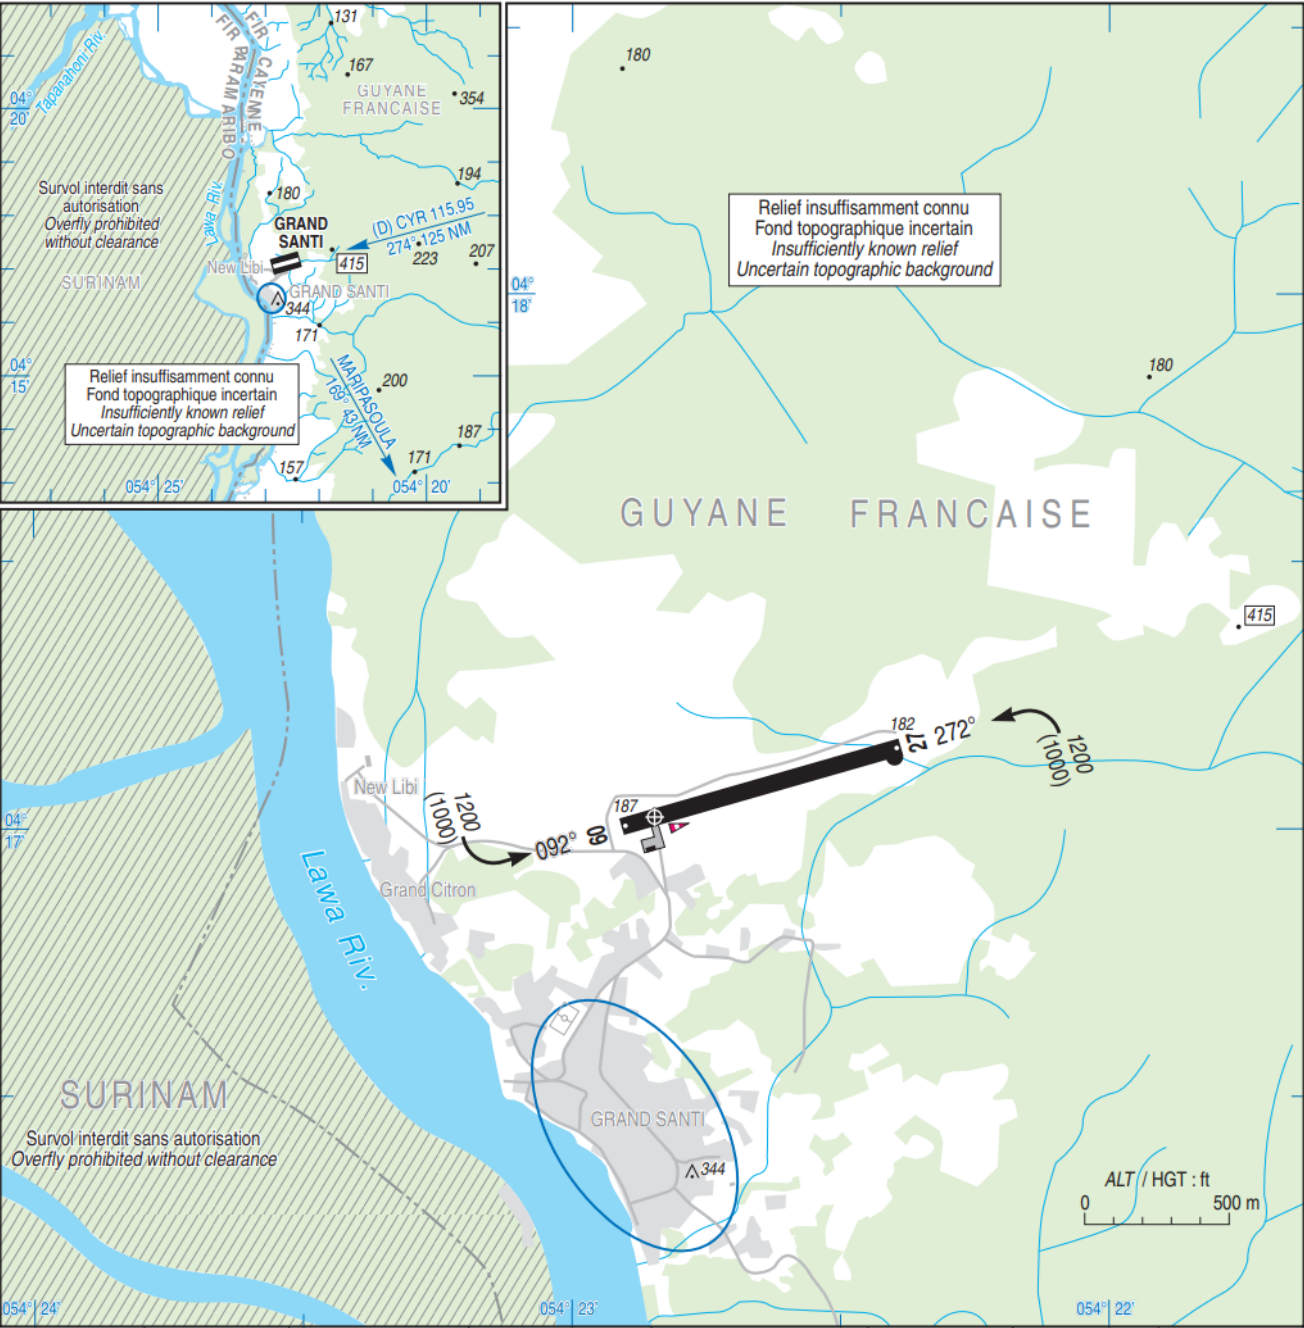 131
167
GUYANE
FRANCAISE
354
FIR CAYENNE
FIR PARAMARIBO
Tapanahoni Riv.
04°
20'
194
Survol interdit sans
autorisation
Overfly prohibited
without clearance
Lawa Riv.
180
GRAND
SANTI
(D) CYR 115.95
274° 125 NM
223
207
415
New Libi
SURINAM
GRAND SANTI
344
171
04°
15'
Relief insuffisamment connu
Fond topographique incertain
Insufficiently known relief
Uncertain topographic background
MARIPASOULA
169° 43 NM
200
187
171
157
054° 25'
054° 20'
180
Relief insuffisamment connu
Fond topographique incertain
Insufficiently known relief
Uncertain topographic background
04°
18'
180
GUYANE FRANCAISE
415
182
27
272°
1200
(1000)
New Libi
1200
(1000)
187
092°
09
04°
17'
Grand Citron
Lawa Riv.
SURINAM
Survol interdit sans autorisation
Overfly prohibited without clearance
GRAND SANTI
344
ALT / HGT : ft
0 500 m
054° 24'
054° 23'
054° 22'